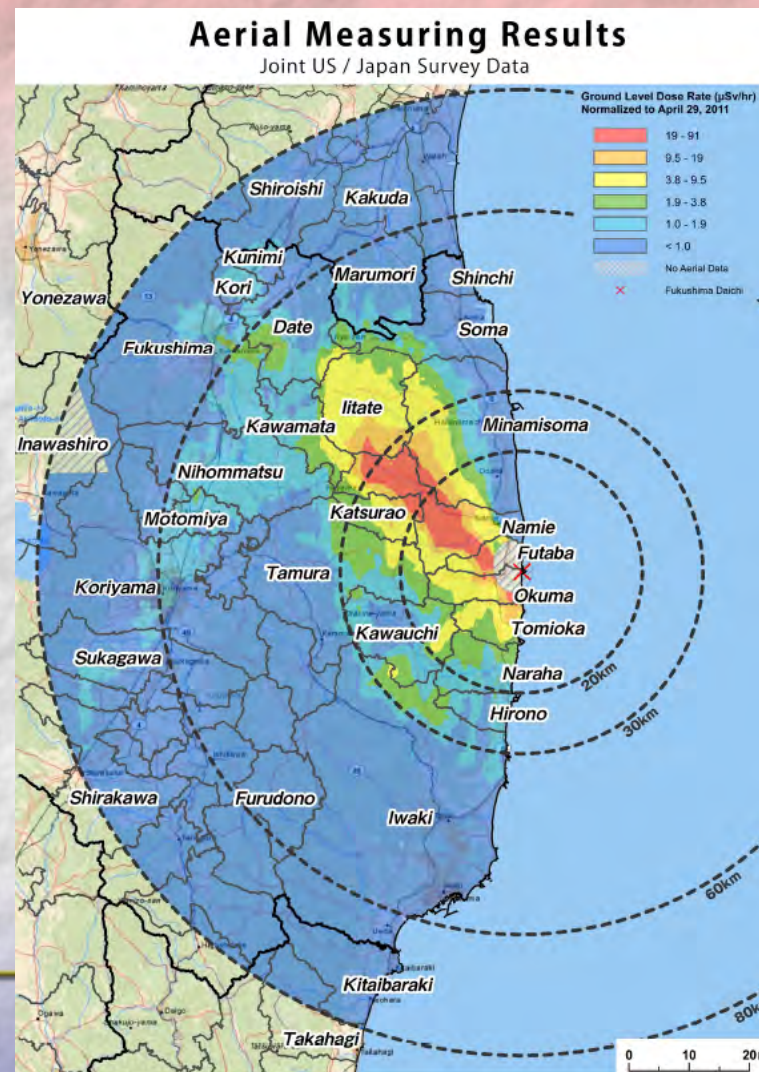 Aerial Measuring Results
Joint US / Japan Survey Data
Ground Level Dose Rate (µSv/hr)
Normalized to April 29, 2011
19 - 91
9.5 - 19
3.8 - 9.5
1.9 - 3.8
1.0 - 1.9
< 1.0
No Aerial Data
Fukushima Daichi
Shiroishi
Kakuda
Yonezawa
Kunimi
Kori
Marumori
Shinchi
Yonezawa
Date
Soma
Fukushima
Iitate
Kawamata
Minamisoma
Inawashiro
Nihommatsu
Katsurao
Motomiya
Namie
Futaba
Tamura
Koriyama
Okuma
Kawauchi
Tomioka
Sukagawa
Naraha
20km
Hirono
30km
Shirakawa
Furudono
Iwaki
60km
Kitaibaraki
80k
Takahagi
0 10 20